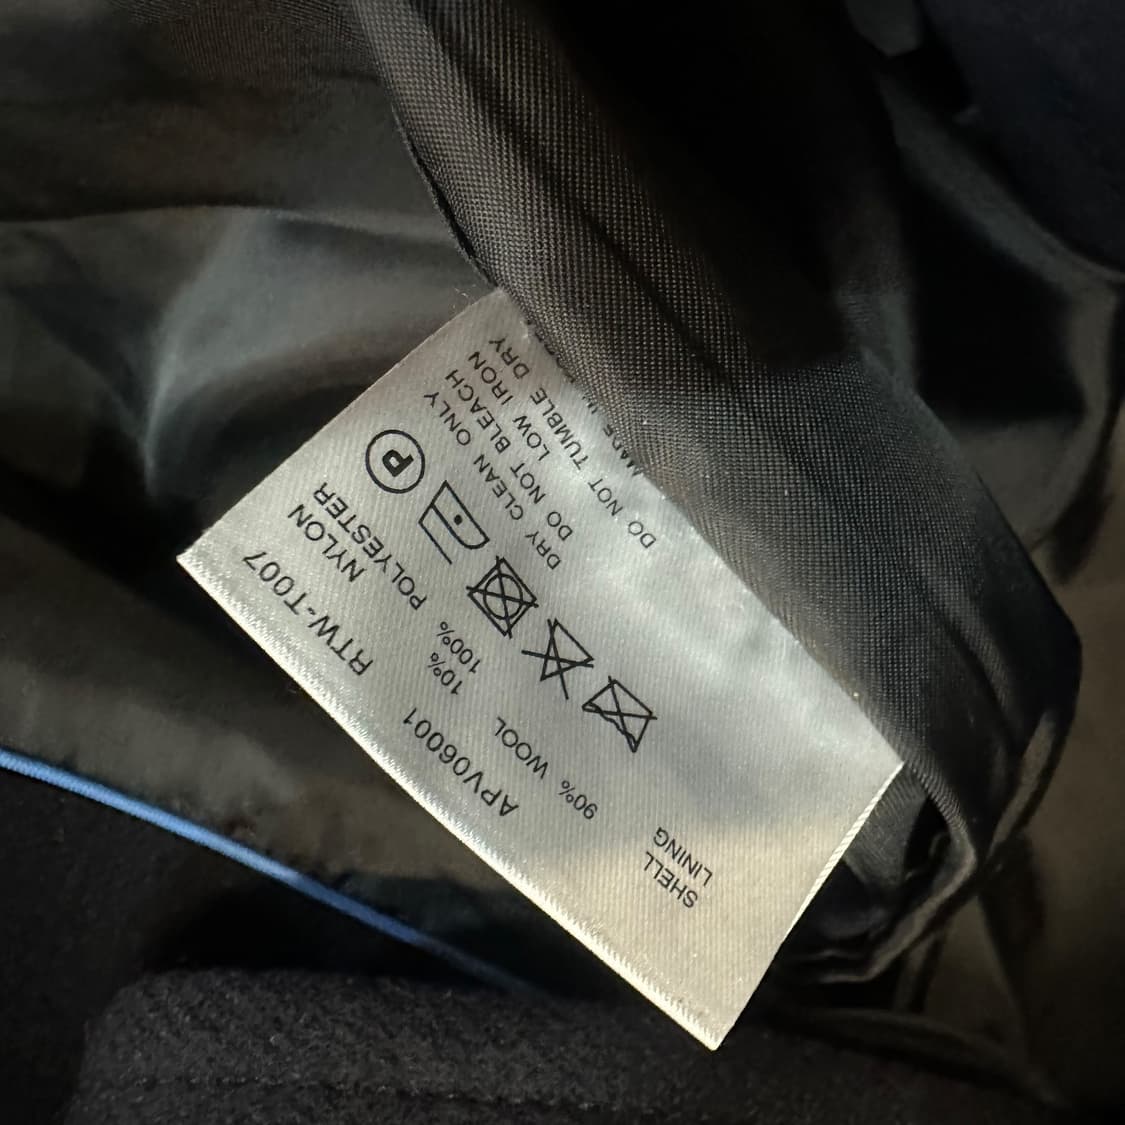 APV06001 RTW-T007
SHELL 90% WOOL 10% NYLON
LINING 100% POLYESTER
P
DRY CLEAN ONLY
DO NOT BLEACH
LOW IRON
DO NOT TUMBLE DRY
MADE